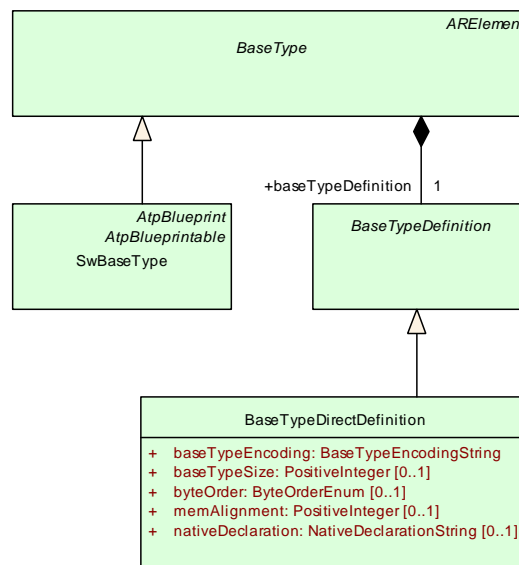 ARElemen
BaseType
+baseTypeDefinition 1
AtpBlueprint
AtpBlueprintable
SwBaseType
BaseTypeDefinition
BaseTypeDirectDefinition
+ baseTypeEncoding: BaseTypeEncodingString
+ baseTypeSize: PositiveInteger [0..1]
+ byteOrder: ByteOrderEnum [0..1]
+ memAlignment: PositiveInteger [0..1]
+ nativeDeclaration: NativeDeclarationString [0..1]